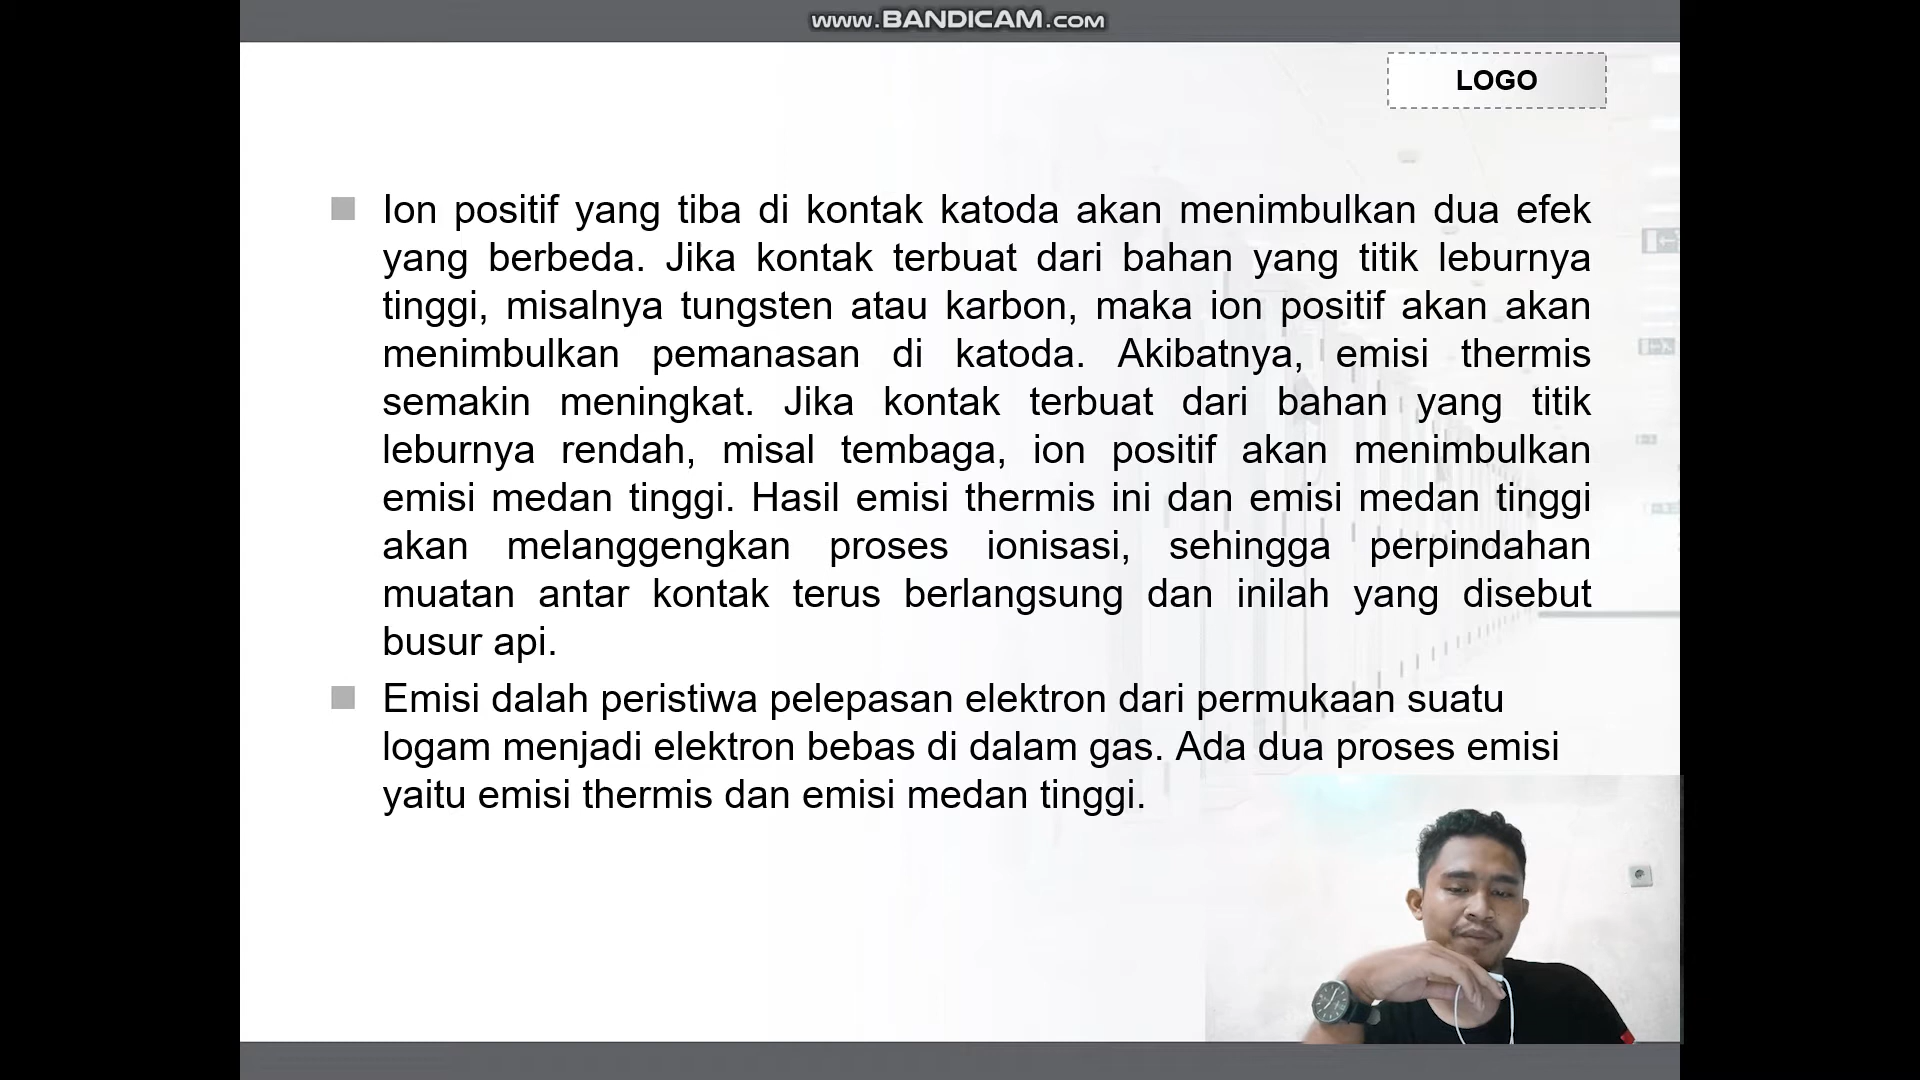 www.BANDICAM.com
LOGO
Ion positif yang tiba di kontak katoda akan menimbulkan dua efek
yang berbeda. Jika kontak terbuat dari bahan yang titik leburnya
tinggi, misalnya tungsten atau karbon, maka ion positif akan akan
menimbulkan pemanasan di katoda. Akibatnya, emisi thermis
semakin meningkat. Jika kontak terbuat dari bahan yang titik
leburnya rendah, misal tembaga, ion positif akan menimbulkan
emisi medan tinggi. Hasil emisi thermis ini dan emisi medan tinggi
akan melanggengkan proses ionisasi, sehingga perpindahan
muatan antar kontak terus berlangsung dan inilah yang disebut
busur api.
Emisi dalah peristiwa pelepasan elektron dari permukaan suatu
logam menjadi elektron bebas di dalam gas. Ada dua proses emisi
yaitu emisi thermis dan emisi medan tinggi.